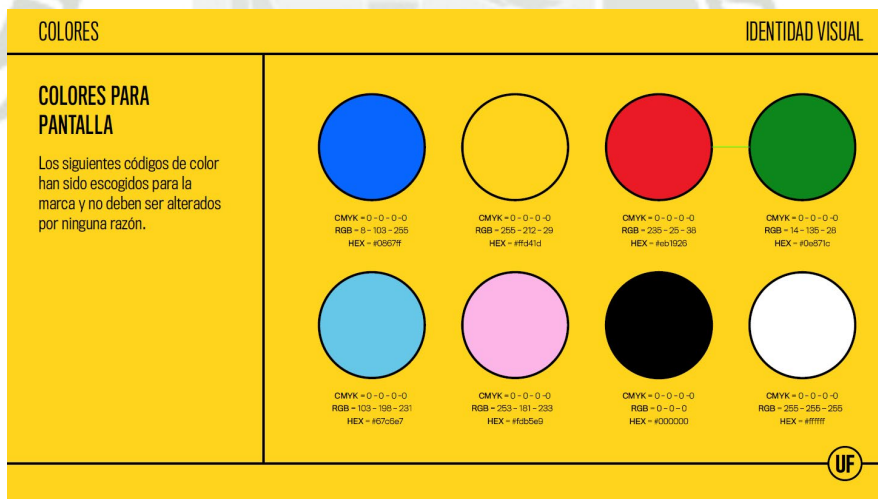 COLORES
IDENTIDAD VISUAL
COLORES PARA
PANTALLA
Los siguientes códigos de color
han sido escogidos para la
marca y no deben ser alterados
por ninguna razón.
CMYK = 0 - 0 - 0 -0
RGB = 8 - 103 - 255
HEX = #0867ff
CMYK = 0 - 0 - 0 -0
RGB = 255 - 212 - 29
HEX = #ffd41d
CMYK = 0 - 0 - 0 -0
RGB = 235 - 25 - 38
HEX = #eb1926
CMYK = 0 - 0 - 0 -0
RGB = 14 - 135 - 28
HEX = #0e871c
CMYK = 0 - 0 - 0 -0
RGB = 103 - 198 - 231
HEX = #67c6e7
CMYK = 0 - 0 - 0 -0
RGB = 253 - 181 - 233
HEX = #fdb5e9
CMYK = 0 - 0 - 0 -0
RGB = 0 - 0 - 0
HEX = #000000
CMYK = 0 - 0 - 0 -0
RGB = 255 - 255 - 255
HEX = #ffffff
UF